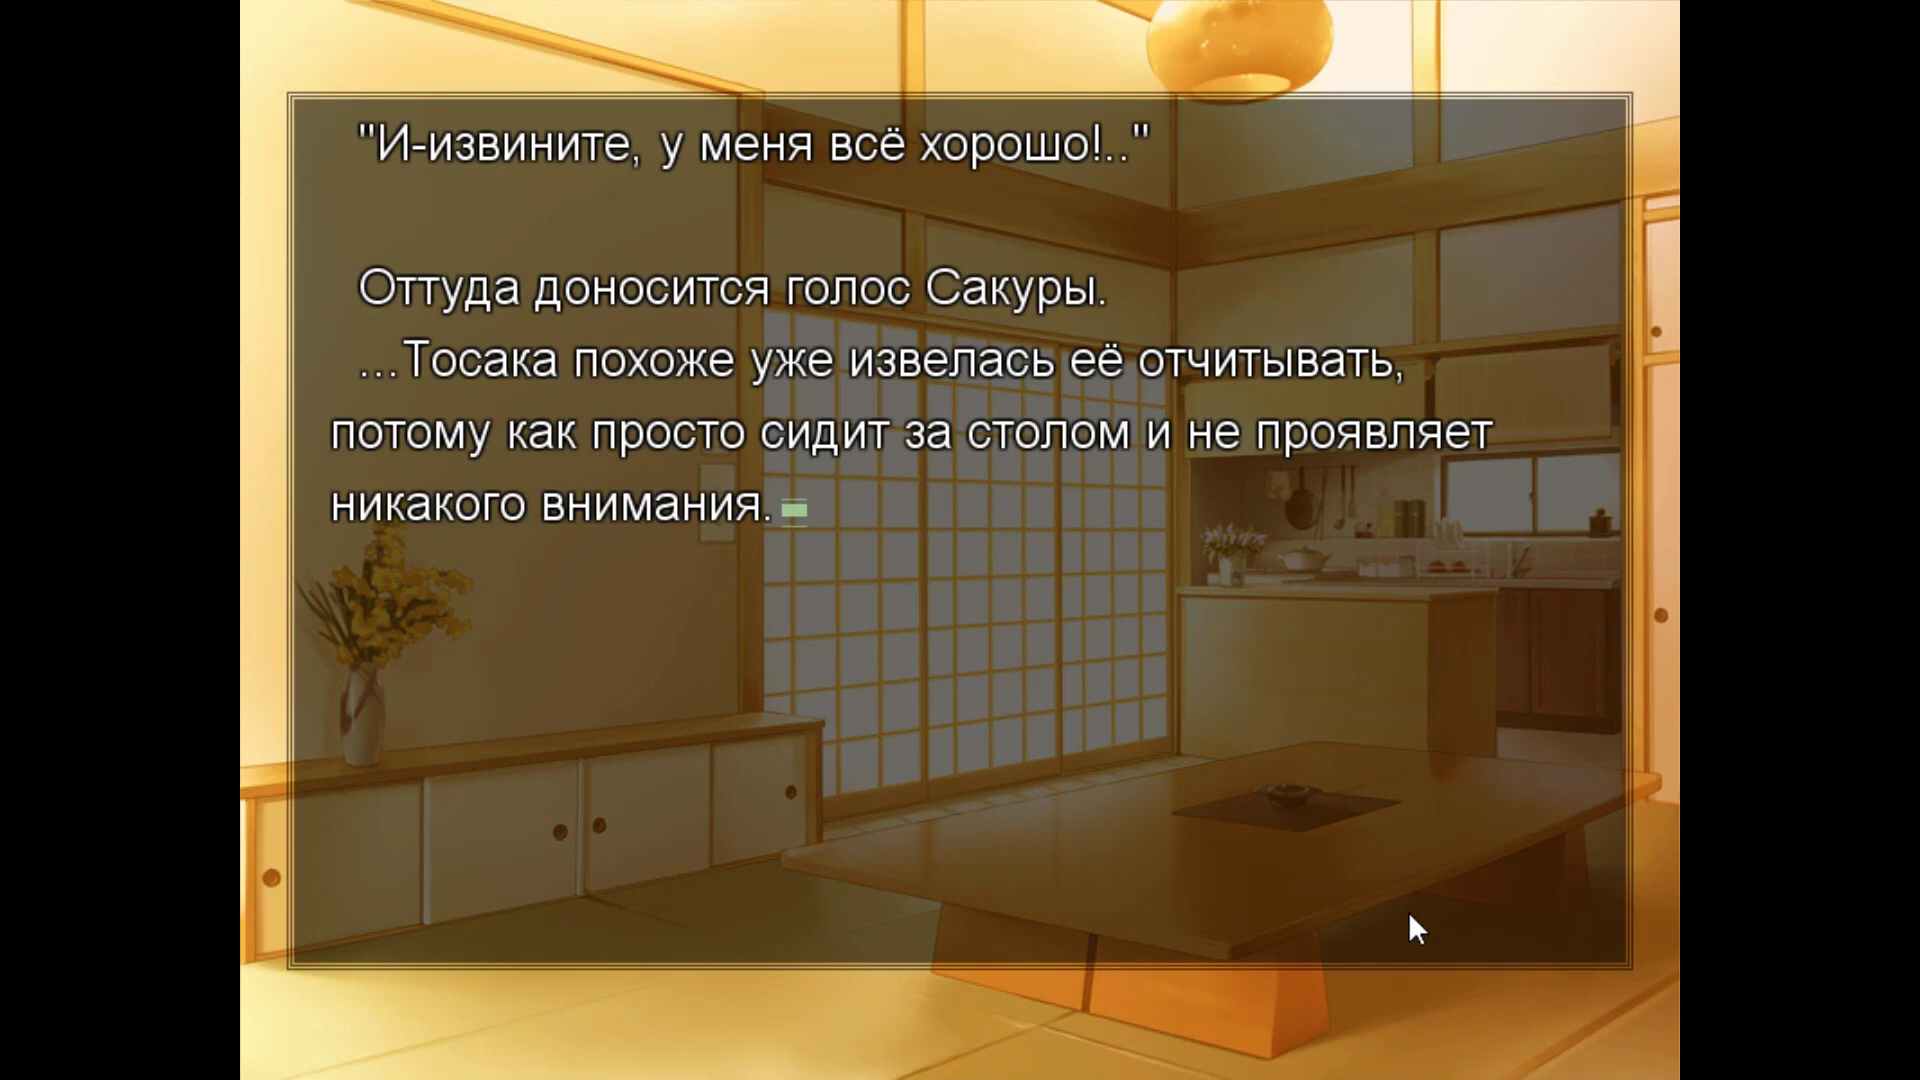 "И-извините, у меня всё хорошо!.."
Оттуда доносится голос Сакуры.
...Тосака похоже уже извелась её отчитывать,
потому как просто сидит за столом и не проявляет
никакого внимания.